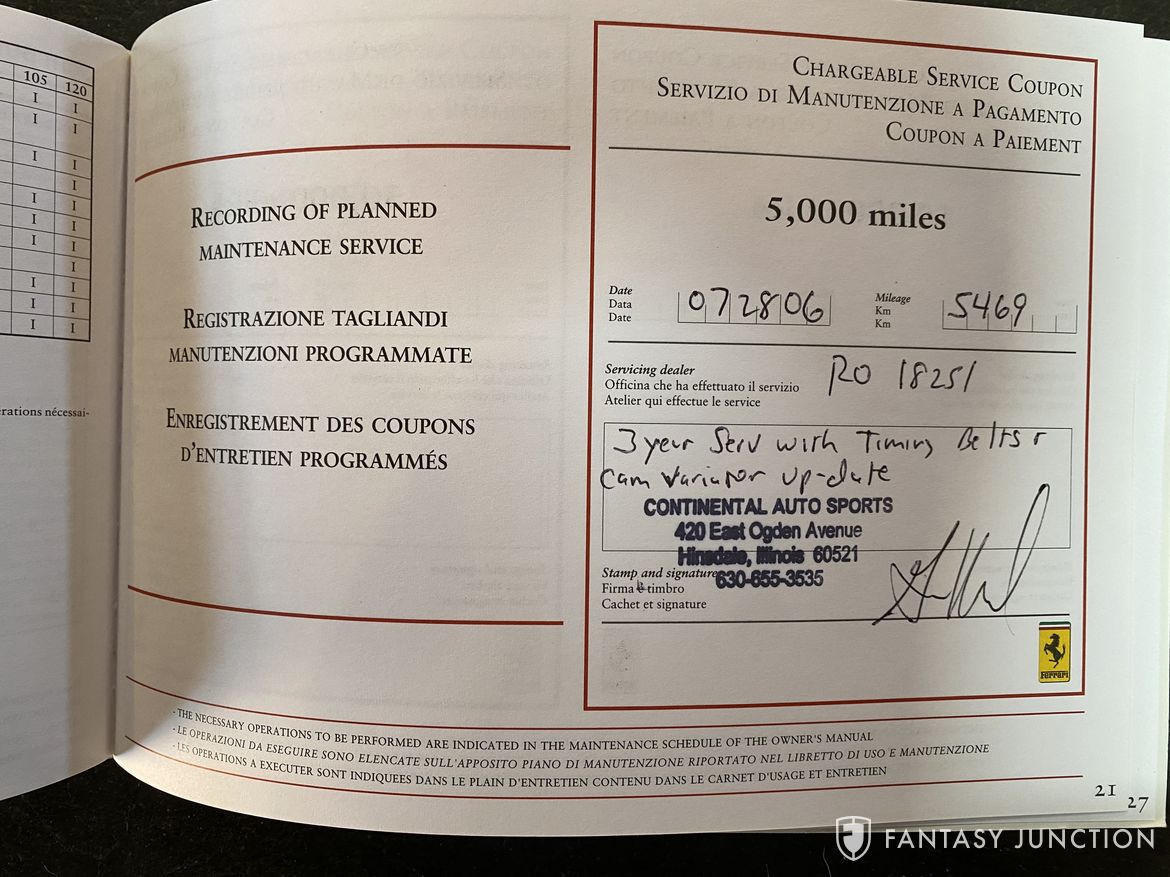 105 120
I I
I I
I
I I
I
I I
I I
I I
I
I I
I I
I I
érations nécessai-
Recording of planned
maintenance service
Registrazione tagliandi
manutenzioni programmate
Enregistrement des coupons
d'entretien programmés
Chargeable Service Coupon
Servizio di Manutenzione a Pagamento
Coupon a Paiement
5,000 miles
Date
Data
Date
072806
Mileage
Km
Km
5469
Servicing dealer
Officina che ha effettuato il servizio
Atelier qui effectue le service
RO 18251
3 year Serv with Timing Belts +
Cam Variator up-date
CONTINENTAL AUTO SPORTS
420 East Ogden Avenue
Hinsdale, Illinois 60521
630-655-3535
Stamp and signature
Firma e timbro
Cachet et signature
Ferrari
- THE NECESSARY OPERATIONS TO BE PERFORMED ARE INDICATED IN THE MAINTENANCE SCHEDULE OF THE OWNER'S MANUAL
- LE OPERAZIONI DA ESEGUIRE SONO ELENCATE SULL'APPOSITO PIANO DI MANUTENZIONE RIPORTATO NEL LIBRETTO DI USO E MANUTENZIONE
- LES OPERATIONS A EXECUTER SONT INDIQUEES DANS LE PLAIN D'ENTRETIEN CONTENU DANS LE CARNET D'USAGE ET ENTRETIEN
21
27
FANTASY JUNCTION